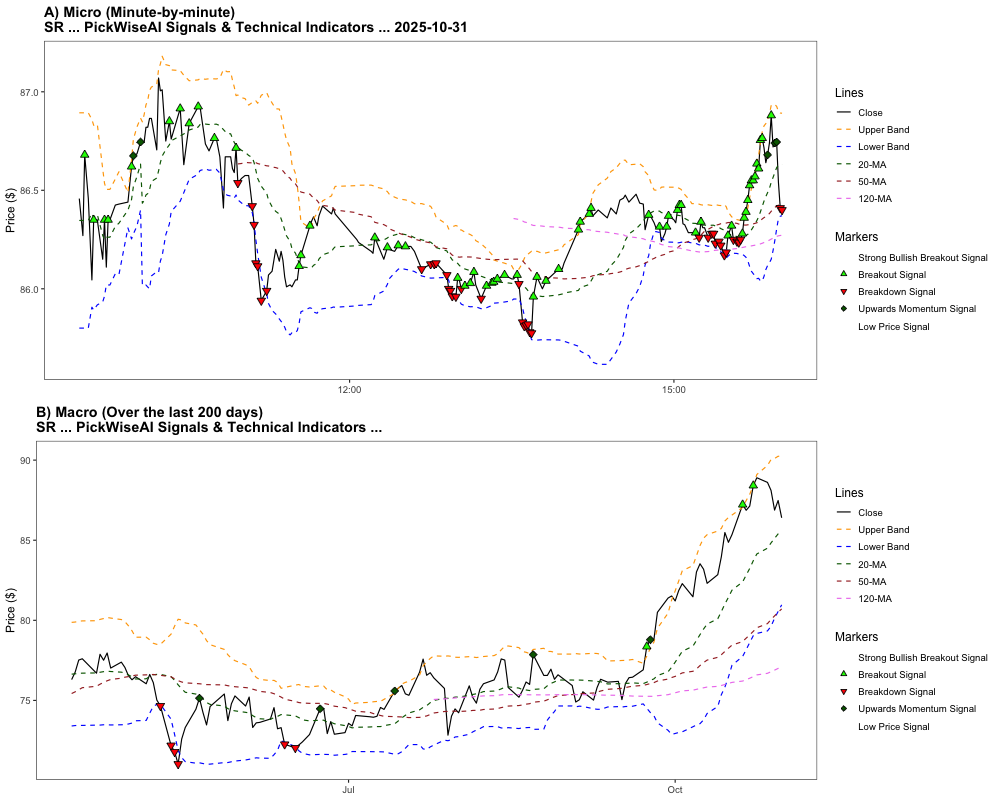 A) Micro (Minute-by-minute)
SR ... PickWiseAI Signals & Technical Indicators ... 2025-10-31
Price ($)
87.0
86.5
86.0
12:00
15:00
Lines
Close
Upper Band
Lower Band
20-MA
50-MA
120-MA
Markers
Strong Bullish Breakout Signal
Breakout Signal
Breakdown Signal
Upwards Momentum Signal
Low Price Signal
B) Macro (Over the last 200 days)
SR ... PickWiseAI Signals & Technical Indicators ...
Price ($)
90
85
80
75
Jul
Oct
Lines
Close
Upper Band
Lower Band
20-MA
50-MA
120-MA
Markers
Strong Bullish Breakout Signal
Breakout Signal
Breakdown Signal
Upwards Momentum Signal
Low Price Signal